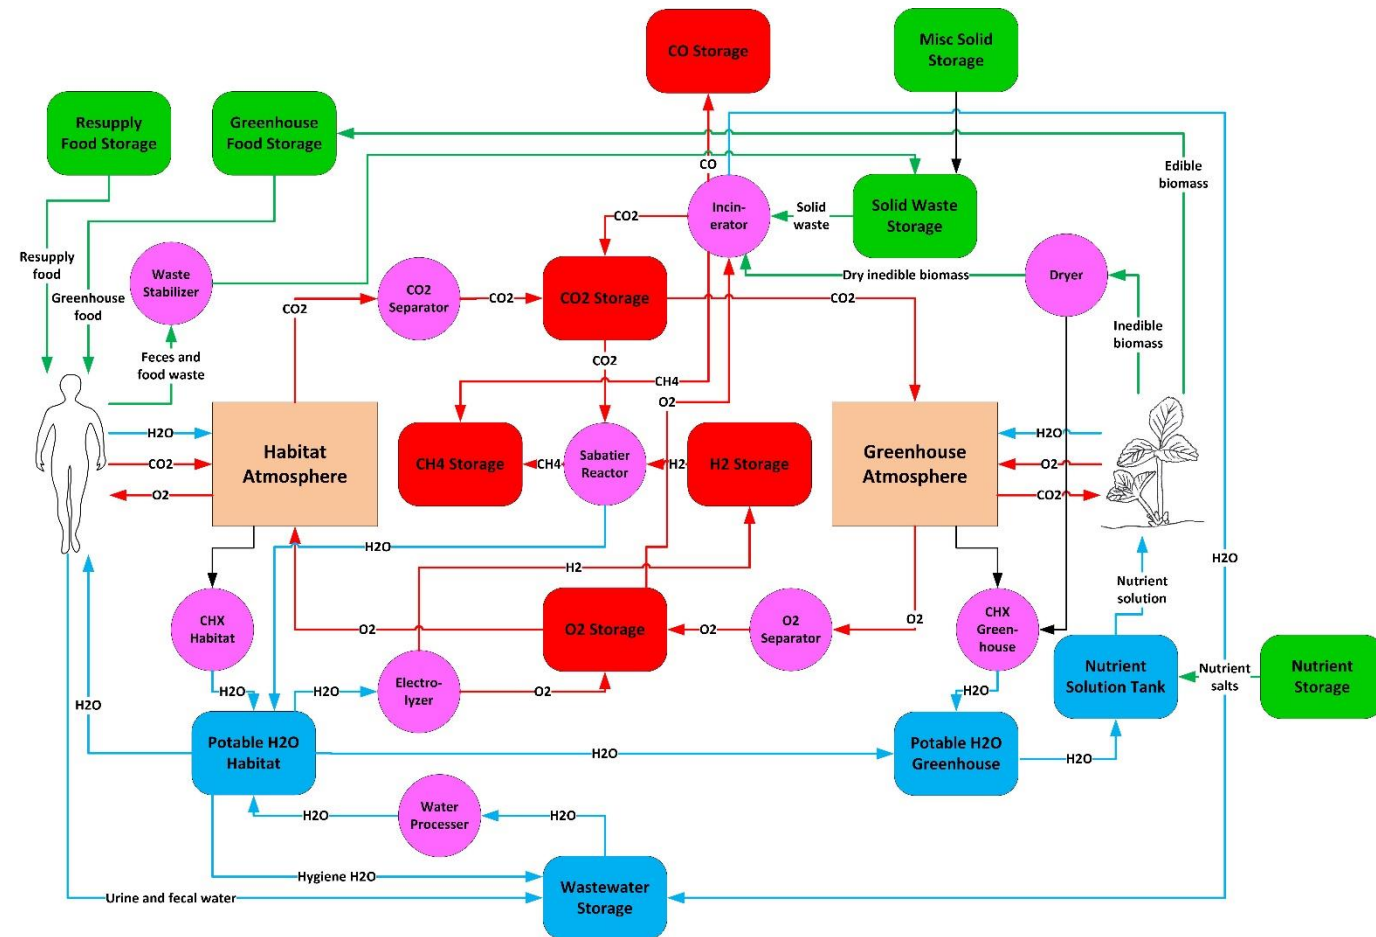 CO Storage
Misc Solid
Storage
Resupply
Food Storage
Greenhouse
Food Storage
CO
Edible
biomass
Incin-
erator
Solid
waste
Solid Waste
Storage
CO2
Resupply
food
Waste
Stabilizer
Greenhouse
food
CO2
Separator
CO2
CO2
CO2 Storage
CO2
Dry inedible biomass
Dryer
Inedible
biomass
Feces and
food waste
CO2
CH4
O2
H2O
CO2
O2
Habitat
Atmosphere
CH4 Storage
CH4
Sabatier
Reactor
H2
H2 Storage
Greenhouse
Atmosphere
H2O
O2
CO2
H2O
H2
H2O
Nutrient
solution
CHX
Habitat
O2
O2 Storage
O2
O2
Separator
O2
CHX
Green-
house
H2O
H2O
Electro-
lyzer
O2
H2O
Nutrient
Solution Tank
Nutrient
salts
Nutrient
Storage
H2O
Potable H2O
Habitat
H2O
Potable H2O
Greenhouse
H2O
H2O
Water
Processer
H2O
Hygiene H2O
Urine and fecal water
Wastewater
Storage